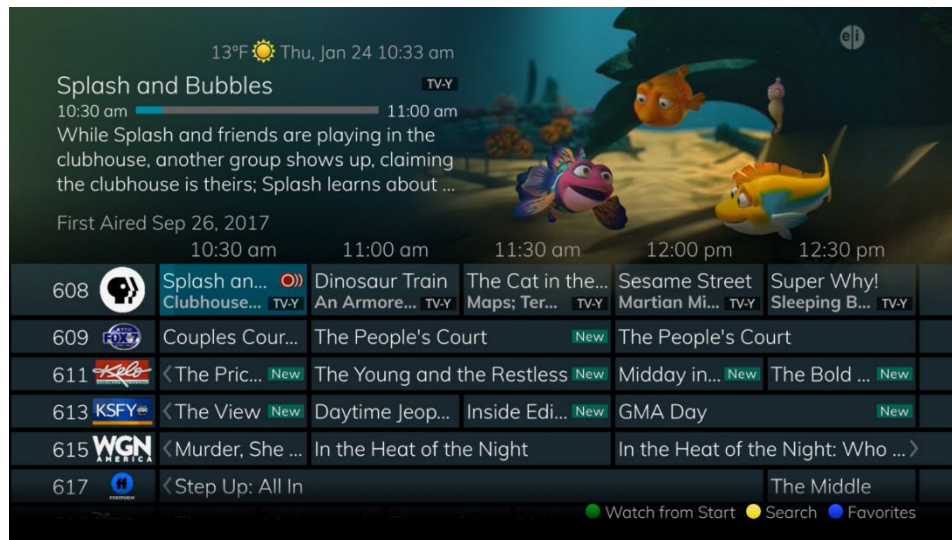 13°F Thu, Jan 24 10:33 am
eli
Splash and Bubbles TV-Y
10:30 am 11:00 am
While Splash and friends are playing in the
clubhouse, another group shows up, claiming
the clubhouse is theirs; Splash learns about ...
First Aired Sep 26, 2017
10:30 am 11:00 am 11:30 am 12:00 pm 12:30 pm
608 Splash an... Dinosaur Train The Cat in the... Sesame Street Super Why!
Clubhouse... TV-Y An Armore... TV-Y Maps; Ter... TV-Y Martian Mi... TV-Y Sleeping B... TV-Y
609 FOX Couples Cour... The People's Court New The People's Court
611 Kelo The Pric... New The Young and the Restless New Midday in... New The Bold ... New
613 KSFY The View New Daytime Jeop... Inside Edi... New GMA Day New
615 WGN AMERICA Murder, She ... In the Heat of the Night In the Heat of the Night: Who ...
617 Step Up: All In The Middle
Watch from Start Search Favorites